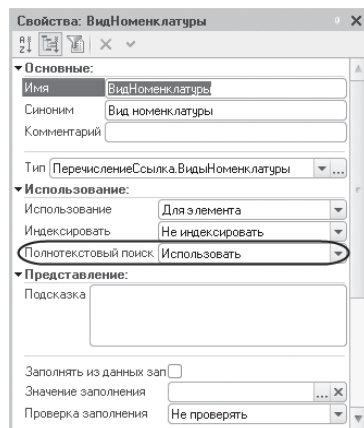 Свойства: ВидНоменклатуры
Основные:
Имя ВидНоменклатуры
Синоним Вид номенклатуры
Комментарий
Тип ПеречислениеСсылка.ВидыНоменклатуры
Использование:
Использование Для элемента
Индексировать Не индексировать
Полнотекстовый поиск Использовать
Представление:
Подсказка
Заполнять из данных зап
Значение заполнения
Проверка заполнения Не проверять